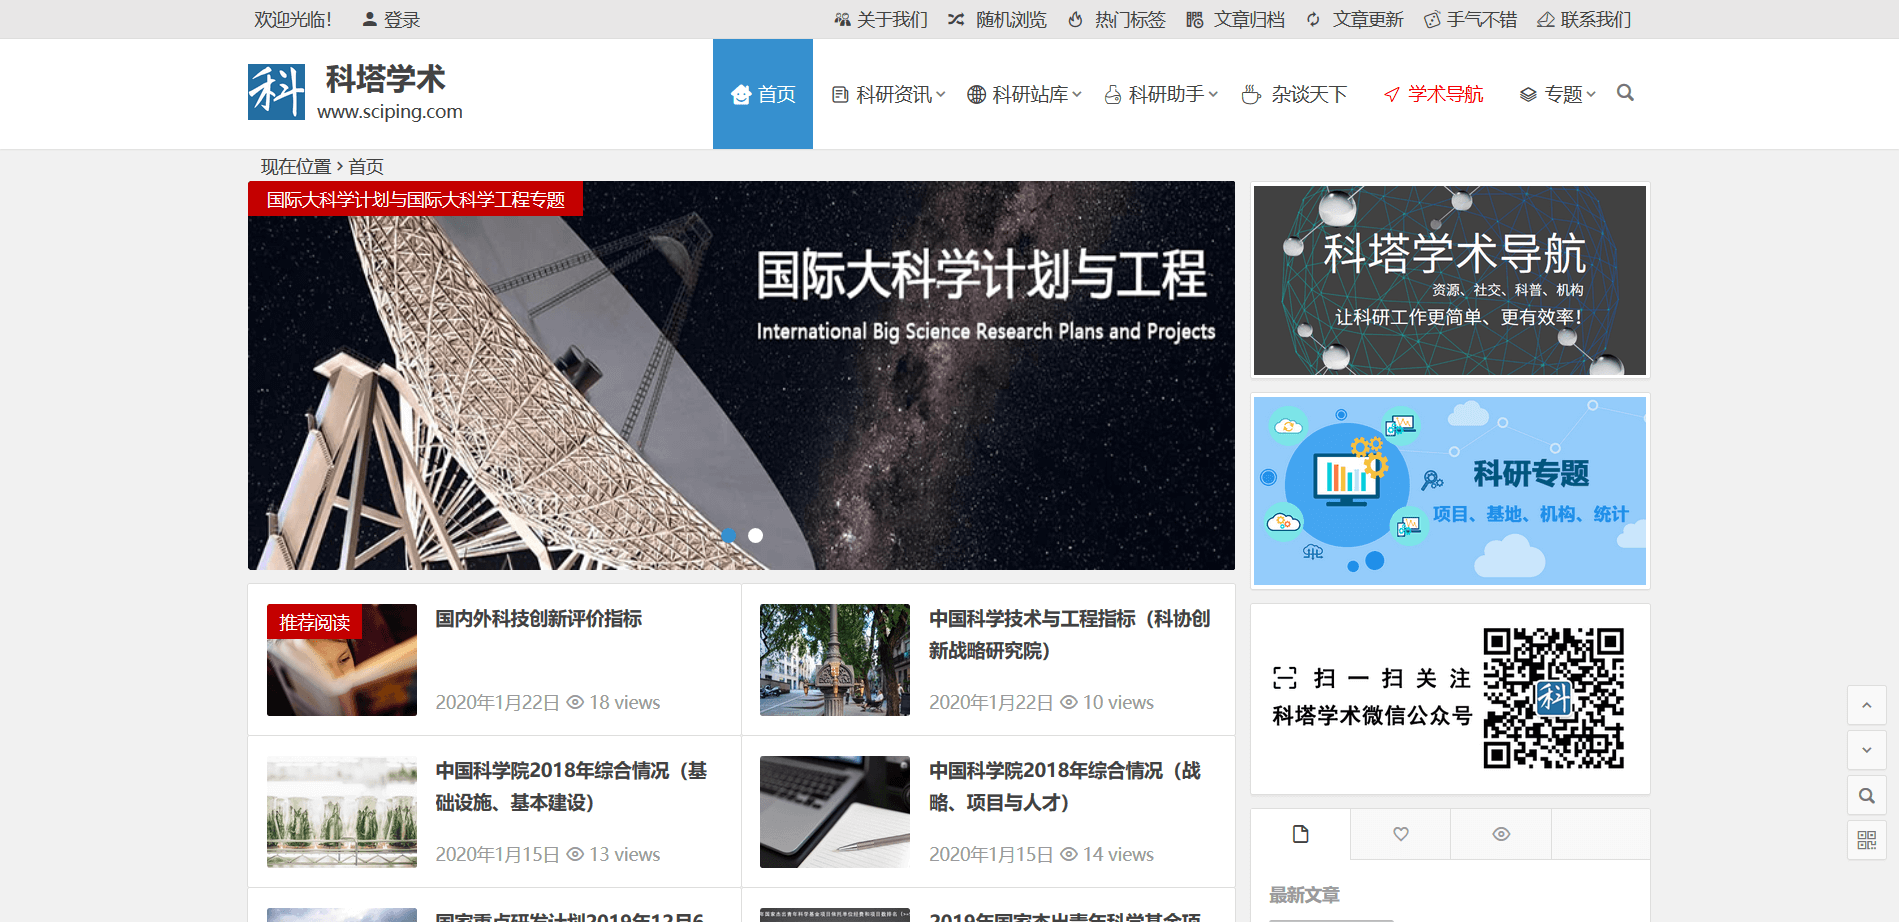 欢迎光临！ 登录 关于我们 随机浏览 热门标签 文章归档 文章更新 手气不错 联系我们
科 科塔学术
www.sciping.com
首页 科研资讯 科研站库 科研助手 杂谈天下 学术导航 专题
现在位置 > 首页
国际大科学计划与国际大科学工程专题
国际大科学计划与工程
International Big Science Research Plans and Projects
科塔学术导航
资源、社交、科普、机构
让科研工作更简单、更有效率！
科研专题
项目、基地、机构、统计
扫一扫关注
科塔学术微信公众号
科
推荐阅读
国内外科技创新评价指标
2020年1月22日 18 views
中国科学技术与工程指标（科协创
新战略研究院）
2020年1月22日 10 views
中国科学院2018年综合情况（基
础设施、基本建设）
2020年1月15日 13 views
中国科学院2018年综合情况（战
略、项目与人才）
2020年1月15日 14 views
最新文章
国家重点研发计划2019年12月6
2019年国家杰出青年科学基金项